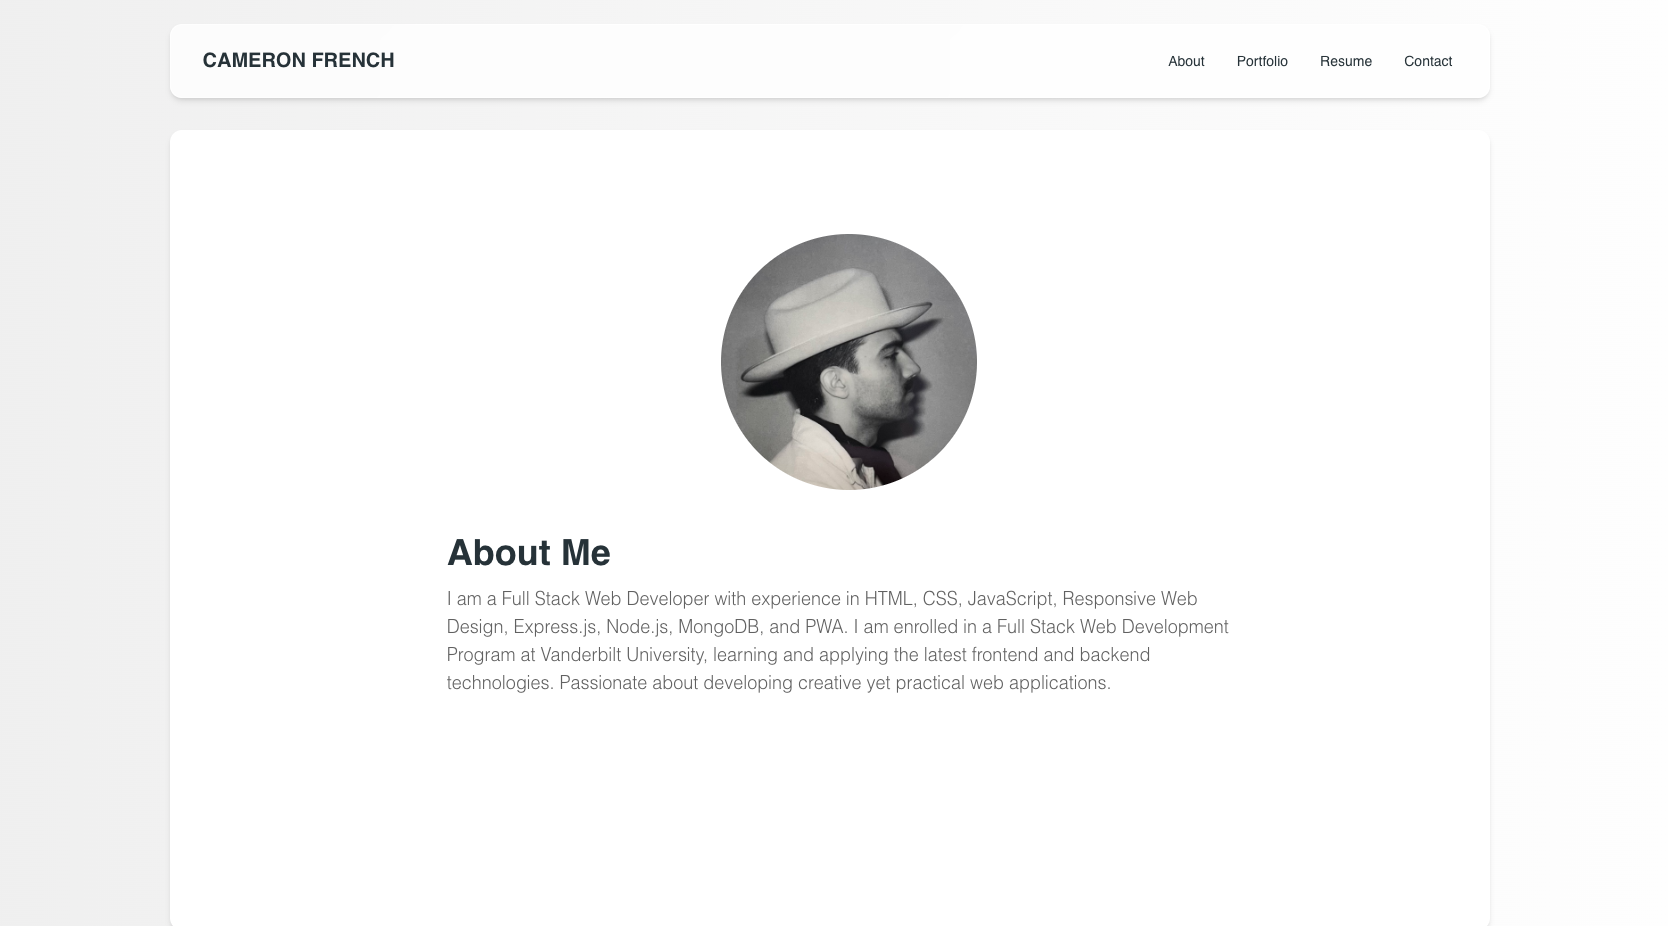 CAMERON FRENCH
About Portfolio Resume Contact
About Me
I am a Full Stack Web Developer with experience in HTML, CSS, JavaScript, Responsive Web
Design, Express.js, Node.js, MongoDB, and PWA. I am enrolled in a Full Stack Web Development
Program at Vanderbilt University, learning and applying the latest frontend and backend
technologies. Passionate about developing creative yet practical web applications.